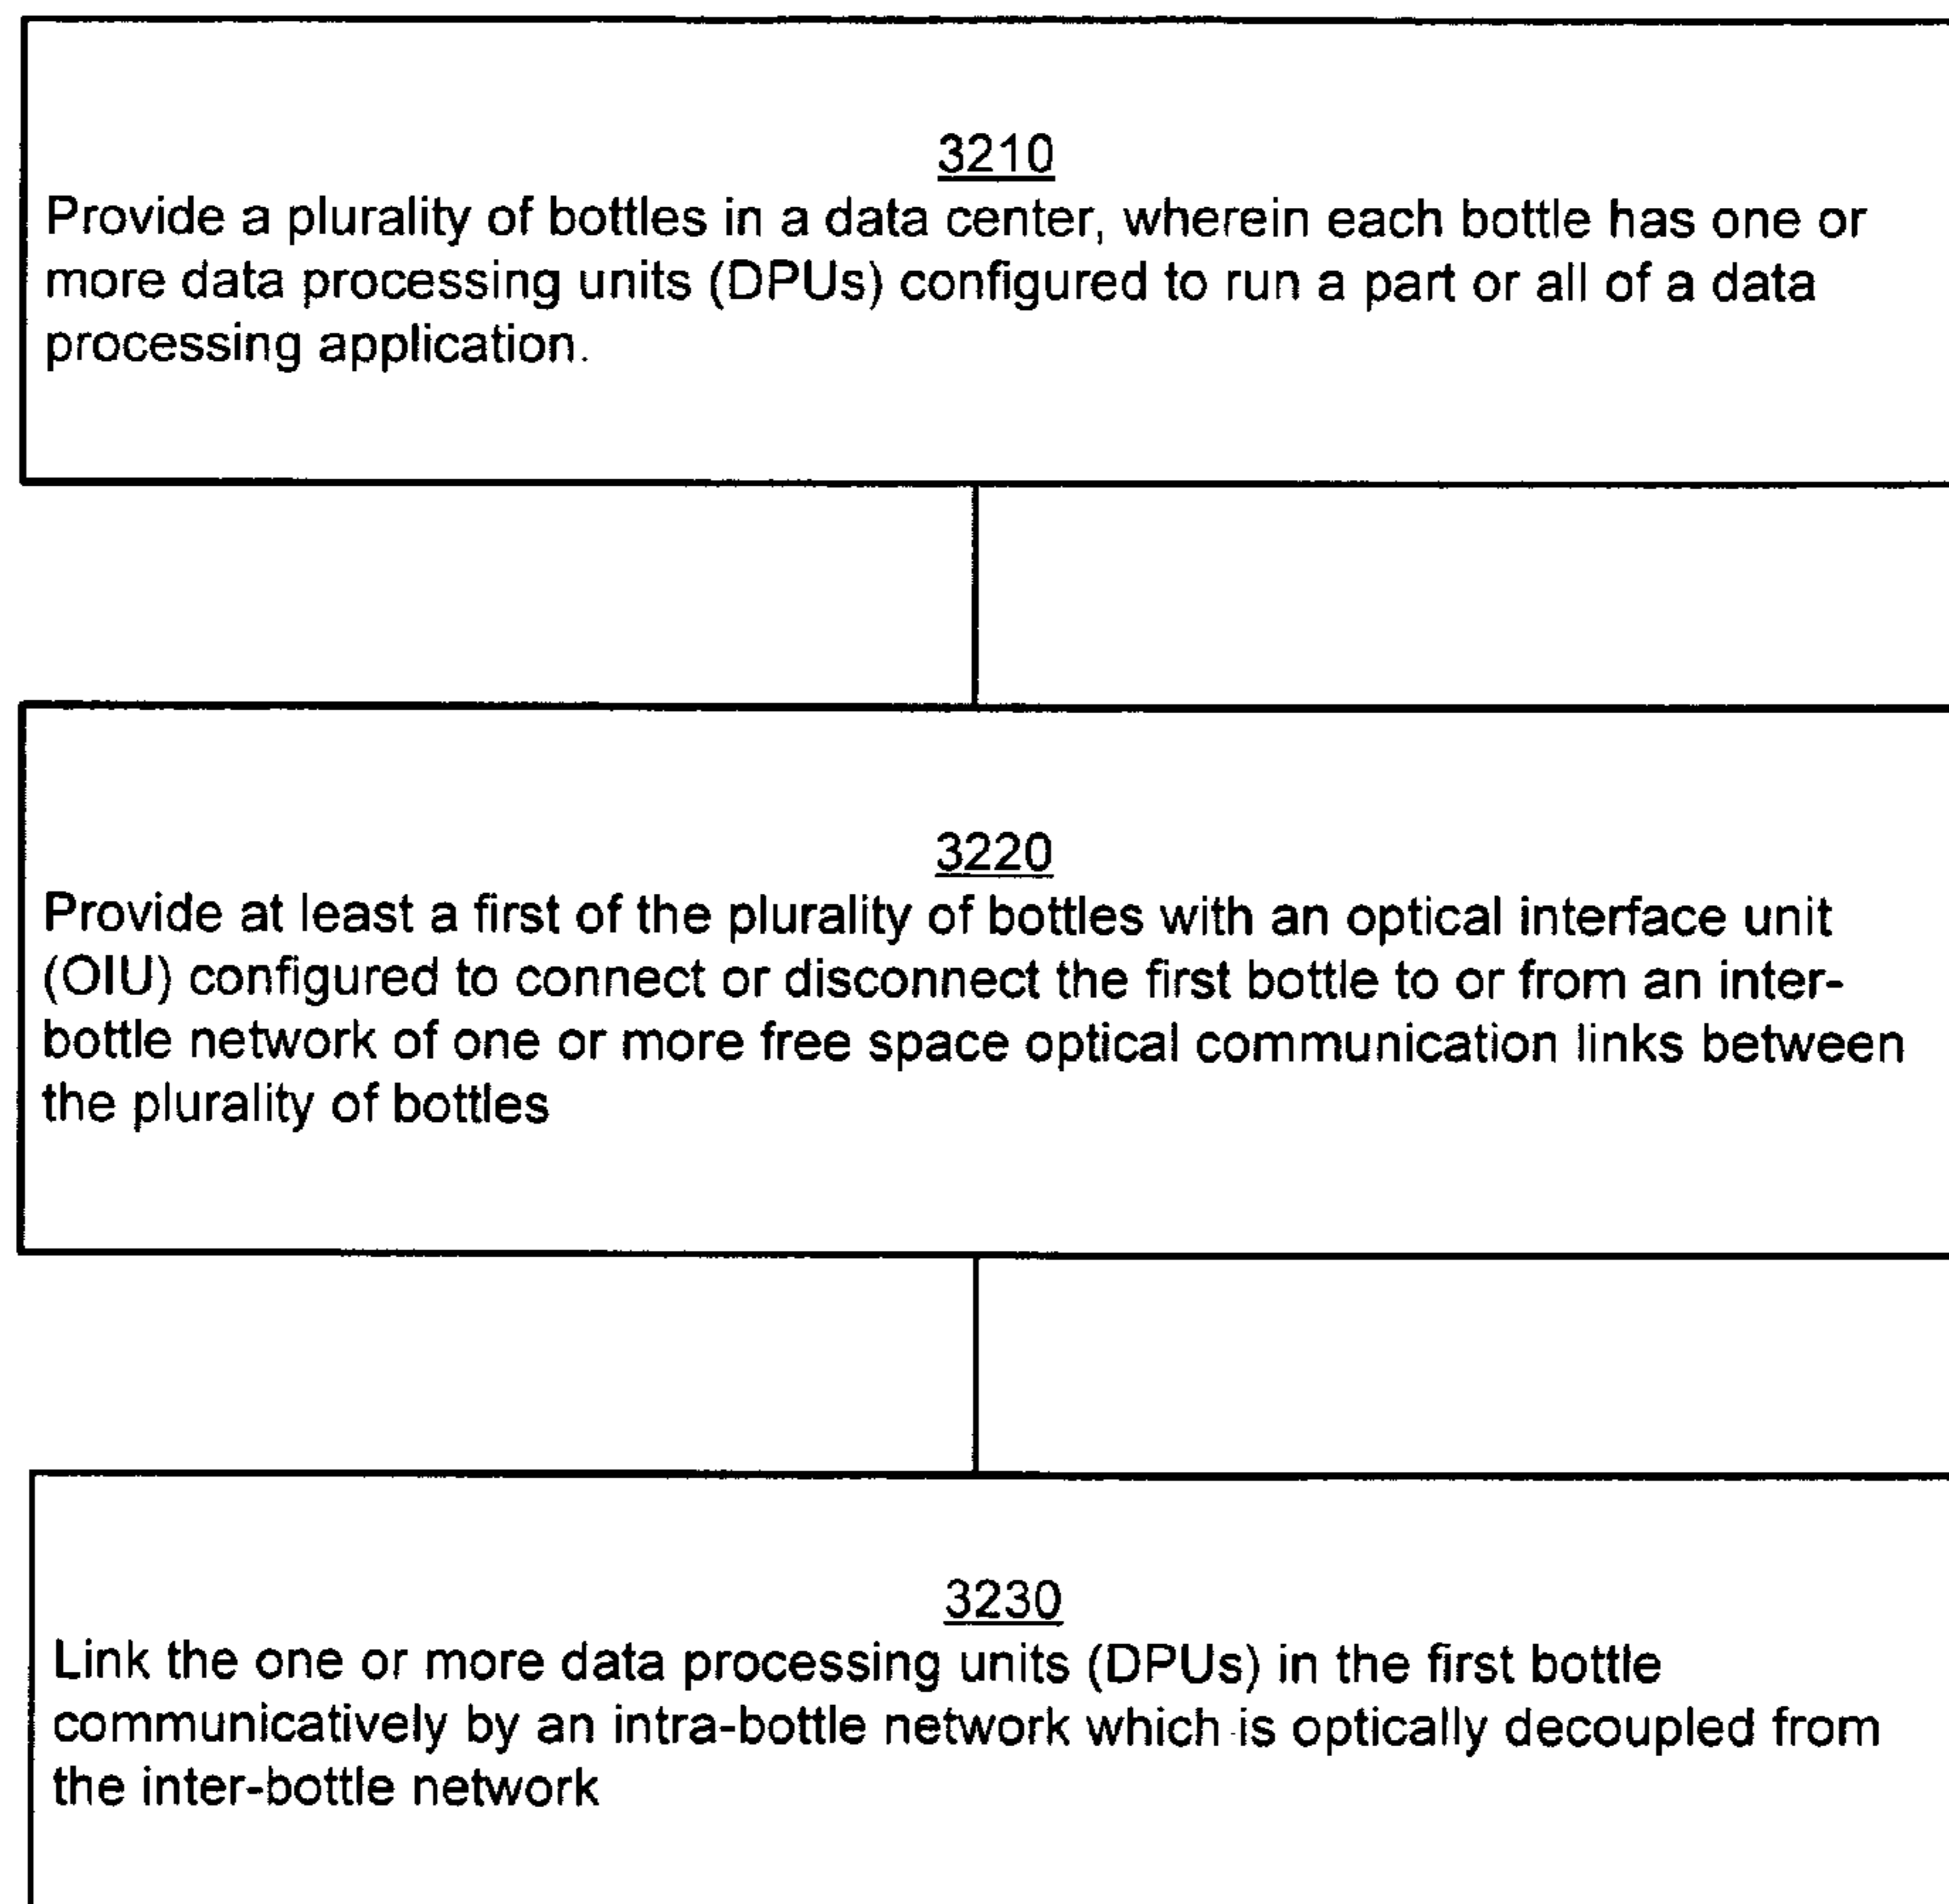 3210
Provide a plurality of bottles in a data center, wherein each bottle has one or
more data processing units (DPUs) configured to run a part or all of a data
processing application.
3220
Provide at least a first of the plurality of bottles with an optical interface unit
(OIU) configured to connect or disconnect the first bottle to or from an inter-
bottle network of one or more free space optical communication links between
the plurality of bottles
3230
Link the one or more data processing units (DPUs) in the first bottle
communicatively by an intra-bottle network which is optically decoupled from
the inter-bottle network